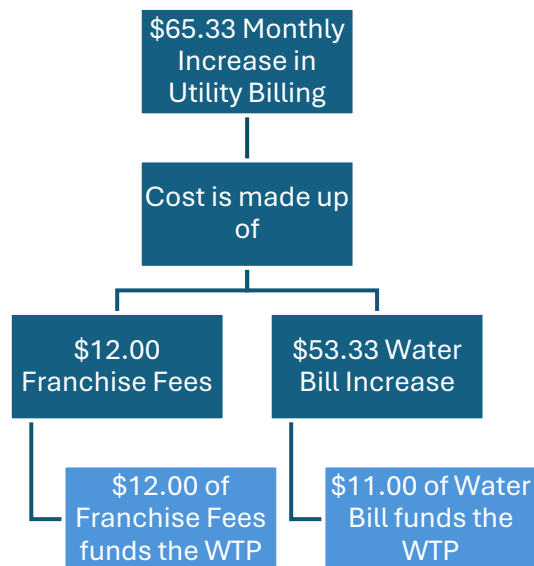 $65.33 Monthly
Increase in
Utility Billing
Cost is made up
of
$12.00
Franchise Fees
$53.33 Water
Bill Increase
$12.00 of
Franchise Fees
funds the WTP
$11.00 of Water
Bill funds the
WTP